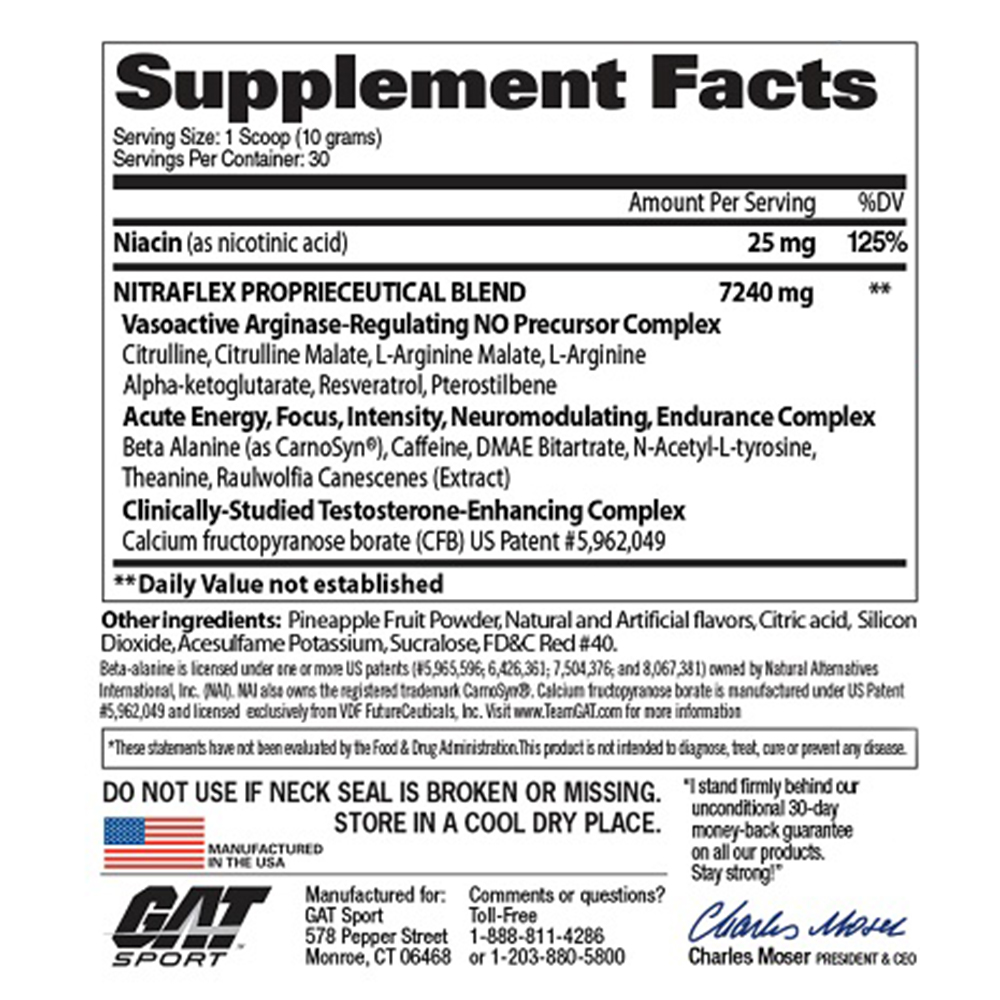 Supplement Facts
Serving Size: 1 Scoop (10 grams)
Servings Per Container: 30
Amount Per Serving %DV
Niacin (as nicotinic acid) 25 mg 125%
NITRAFLEX PROPRIECEUTICAL BLEND 7240 mg **
Vasoactive Arginase-Regulating NO Precursor Complex
Citrulline, Citrulline Malate, L-Arginine Malate, L-Arginine
Alpha-ketoglutarate, Resveratrol, Pterostilbene
Acute Energy, Focus, Intensity, Neuromodulating, Endurance Complex
Beta Alanine (as CarnoSyn®), Caffeine, DMAE Bitartrate, N-Acetyl-L-tyrosine,
Theanine, Raulwolfia Canescenes (Extract)
Clinically-Studied Testosterone-Enhancing Complex
Calcium fructopyranose borate (CFB) US Patent #5,962,049
**Daily Value not established
Other ingredients: Pineapple Fruit Powder, Natural and Artificial flavors, Citric acid, Silicon
Dioxide, Acesulfame Potassium, Sucralose, FD&C Red #40.
Beta-alanine is licensed under one or more US patents (#5,965,596; 6,426,361; 7,504,376; and 8,067,381) owned by Natural Alternatives
International, Inc. (NAI). NAI also owns the registered trademark CarnoSyn®. Calcium fructopyranose borate is manufactured under US Patent
#5,962,049 and licensed exclusively from VDF FutureCeuticals, Inc. Visit www.TeamGAT.com for more information
*These statements have not been evaluated by the Food & Drug Administration. This product is not intended to diagnose, treat, cure or prevent any disease.
DO NOT USE IF NECK SEAL IS BROKEN OR MISSING.
STORE IN A COOL DRY PLACE.
MANUFACTURED
IN THE USA
GAT™
SPORT
Manufactured for:
GAT Sport
578 Pepper Street
Monroe, CT 06468
Comments or questions?
Toll-Free
1-888-811-4286
or 1-203-880-5800
"I stand firmly behind our
unconditional 30-day
money-back guarantee
on all our products.
Stay strong!"
Charles Moser
Charles Moser PRESIDENT & CEO